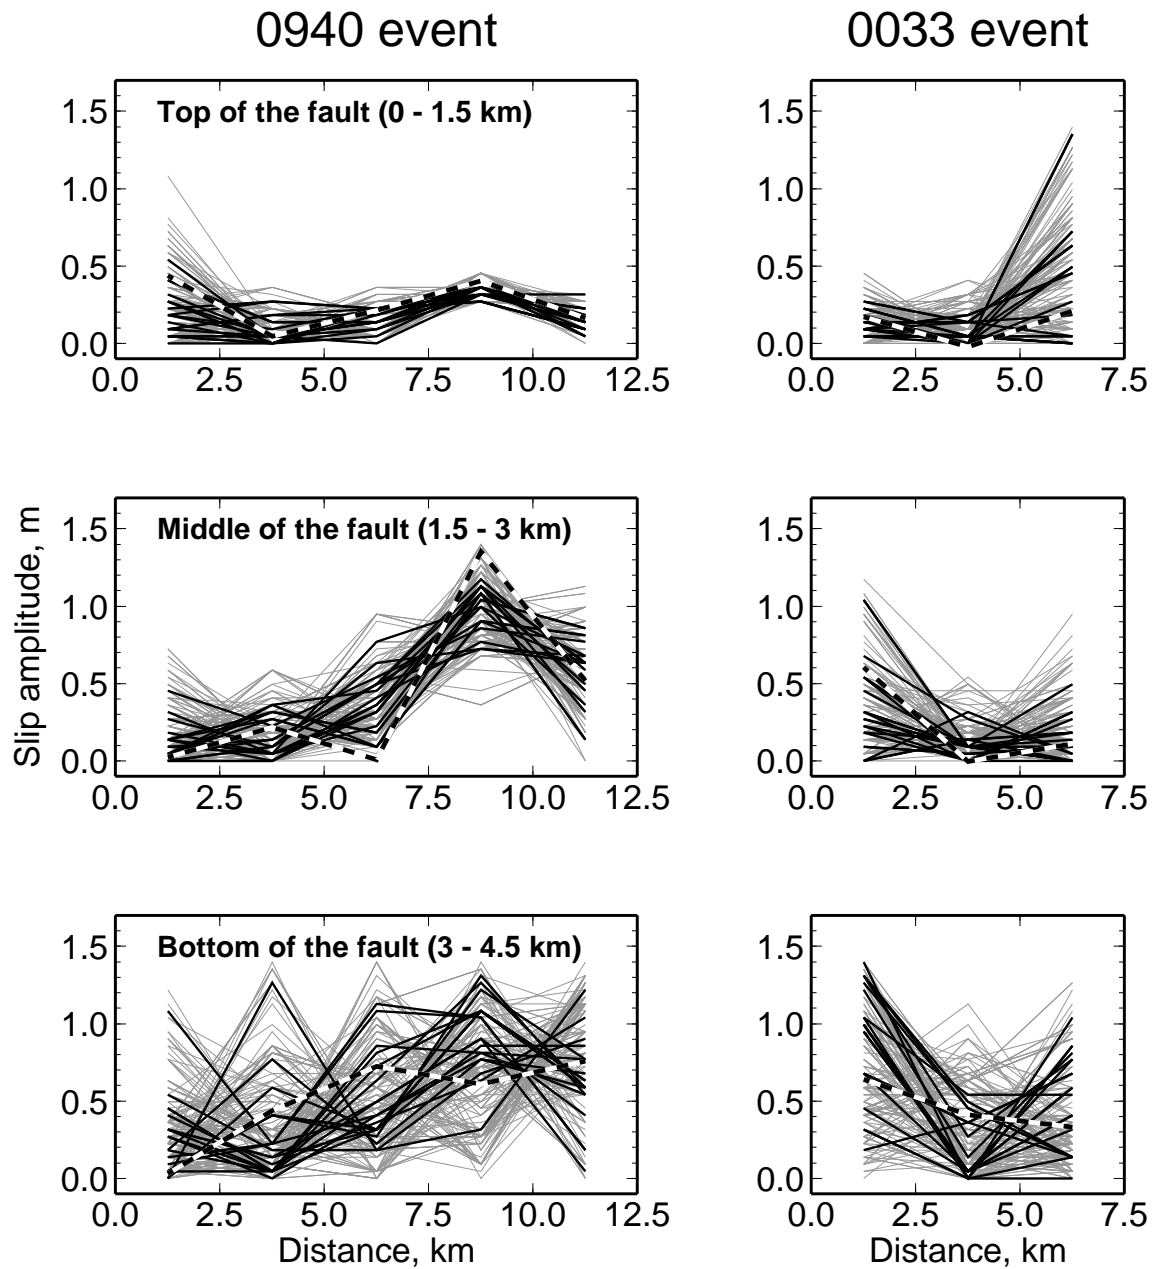 0940 event
0033 event
Top of the fault (0 - 1.5 km)
1.5
1.0
0.5
0.0
0.0 2.5 5.0 7.5 10.0 12.5
1.5
1.0
0.5
0.0
0.0 2.5 5.0 7.5
Slip amplitude, m
Middle of the fault (1.5 - 3 km)
1.5
1.0
0.5
0.0
0.0 2.5 5.0 7.5 10.0 12.5
1.5
1.0
0.5
0.0
0.0 2.5 5.0 7.5
Bottom of the fault (3 - 4.5 km)
1.5
1.0
0.5
0.0
0.0 2.5 5.0 7.5 10.0 12.5
Distance, km
1.5
1.0
0.5
0.0
0.0 2.5 5.0 7.5
Distance, km